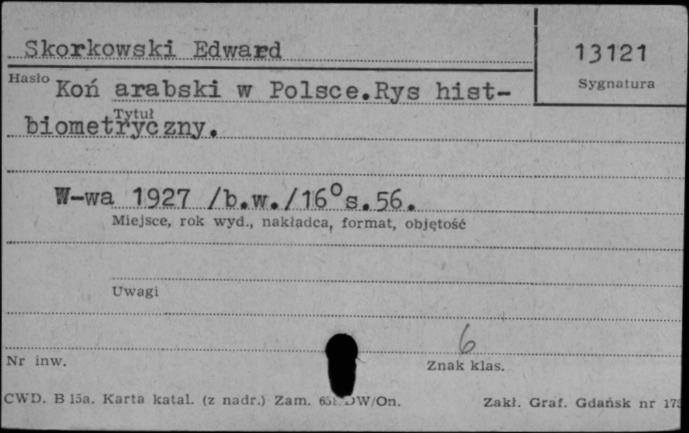 Skorkowski Edward
13121
Hasło
Sygnatura
Koń arabski w Polsce.Rys hist-
Tytuł
biometryczny.
W-wa 1927 /b.w./16°s.56.
Miejsce, rok wyd., nakładca, format, objętość
Uwagi
6
Nr inw.
Znak klas.
CWD. B 15a. Karta katal. (z nadr.) Zam. DW/On.
Zakł. Graf. Gdańsk nr